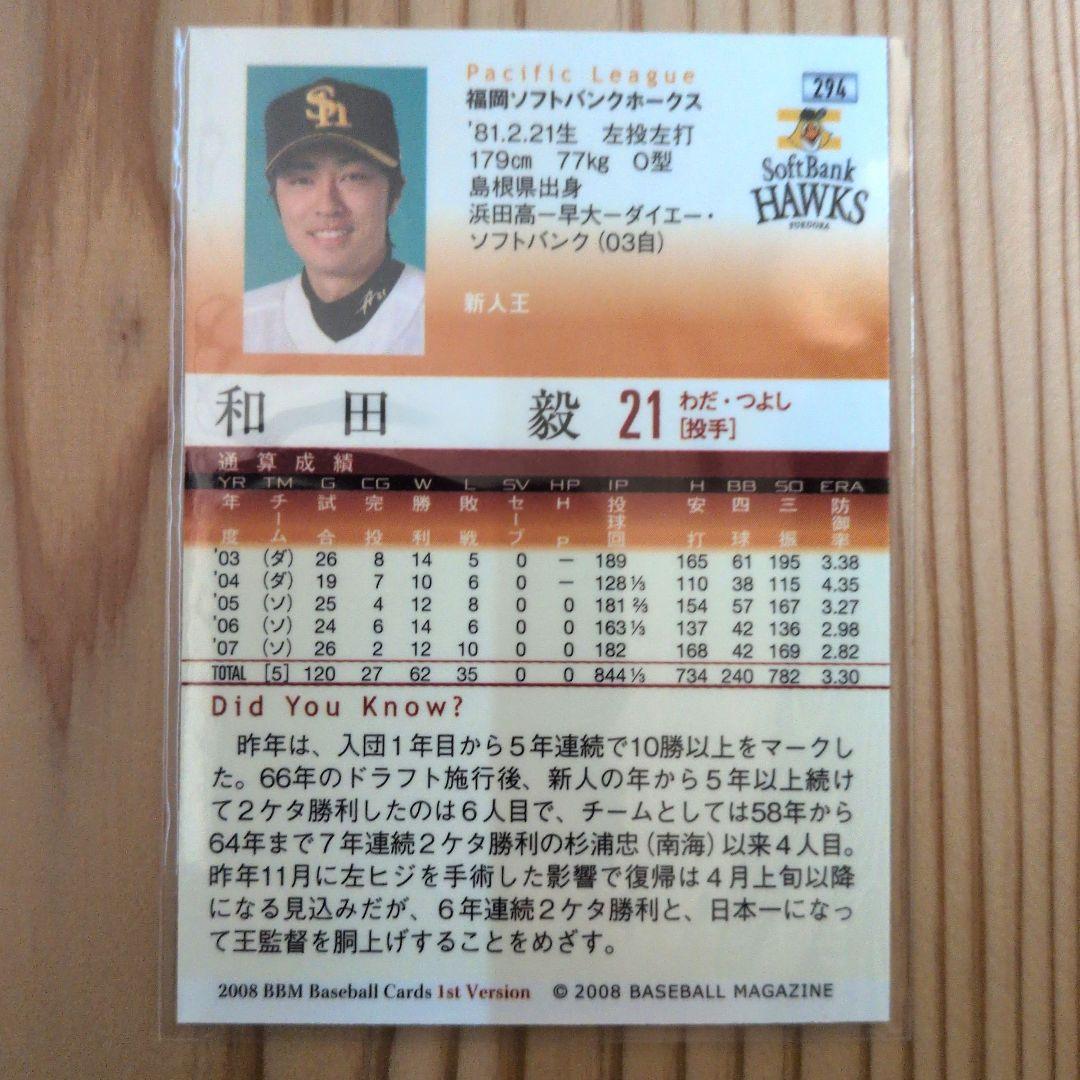 Pacific League
福岡ソフトバンクホークス
'81.2.21生 左投左打
179㎝ 77kg O型
島根県出身
浜田高ー早大ーダイエー・
ソフトバンク(03自)
新人王
294
SoftBank
HAWKS
FUKUOKA
Sh
和田 毅 21 わだ・つよし
[投手]
通算成績
YR TM G CG W L SV HP IP H BB SO ERA
年度 チーム 試合 完投 勝利 敗戦 セーブ HP 投球回 安打 四球 三振 防御率
'03 (ダ) 26 8 14 5 0 ー 189 165 61 195 3.38
'04 (ダ) 19 7 10 6 0 ー 128 ⅓ 110 38 115 4.35
'05 (ソ) 25 4 12 8 0 0 181 ⅔ 154 57 167 3.27
'06 (ソ) 24 6 14 6 0 0 163 ⅓ 137 42 136 2.98
'07 (ソ) 26 2 12 10 0 0 182 168 42 169 2.82
TOTAL [5] 120 27 62 35 0 0 844 ⅓ 734 240 782 3.30
Did You Know?
昨年は、入団1年目から5年連続で10勝以上をマークし
た。66年のドラフト施行後、新人の年から5年以上続け
て2ケタ勝利したのは6人目で、チームとしては58年から
64年まで7年連続2ケタ勝利の杉浦忠(南海)以来4人目。
昨年11月に左ヒジを手術した影響で復帰は4月上旬以降
になる見込みだが、6年連続2ケタ勝利と、日本一になっ
て王監督を胴上げすることをめざす。
2008 BBM Baseball Cards 1st Version © 2008 BASEBALL MAGAZINE